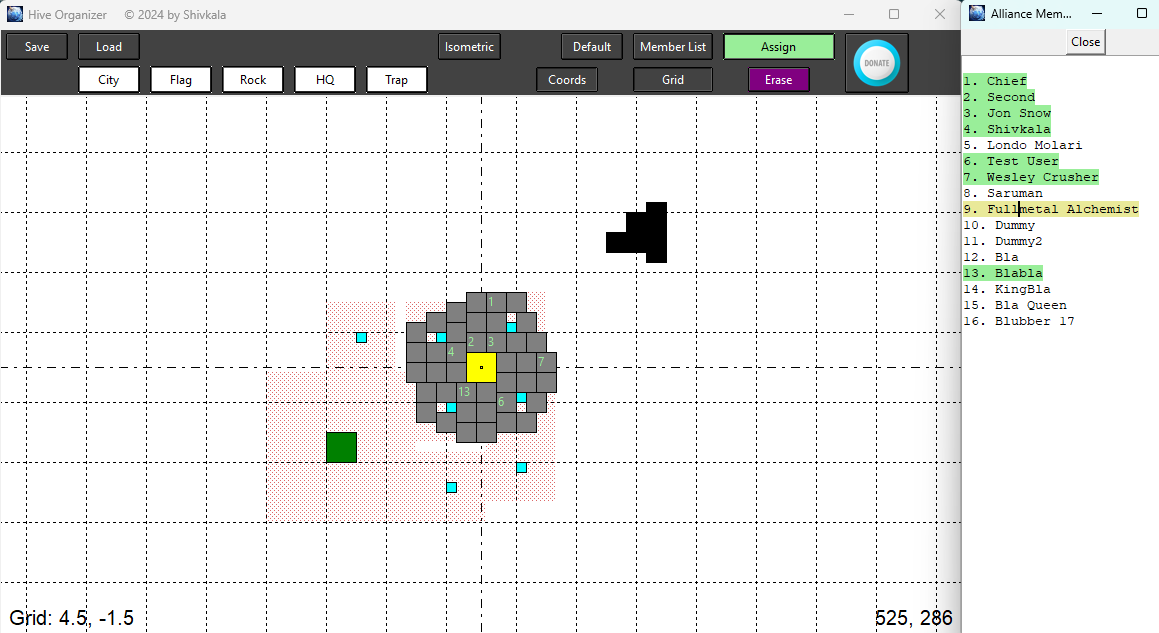 Hive Organizer © 2024 by Shivkala
Alliance Mem...
Save Load Isometric Default Member List Assign DONATE
Close
City Flag Rock HQ Trap Coords Grid Erase
1. Chief
2. Second
3. Jon Snow
4. Shivkala
5. Londo Molari
6. Test User
7. Wesley Crusher
8. Saruman
9. Fullmetal Alchemist
10. Dummy
11. Dummy2
12. Bla
13. Blabla
14. KingBla
15. Bla Queen
16. Blubber 17
1
2 3
4
7
13
6
Grid: 4.5, -1.5
525, 286